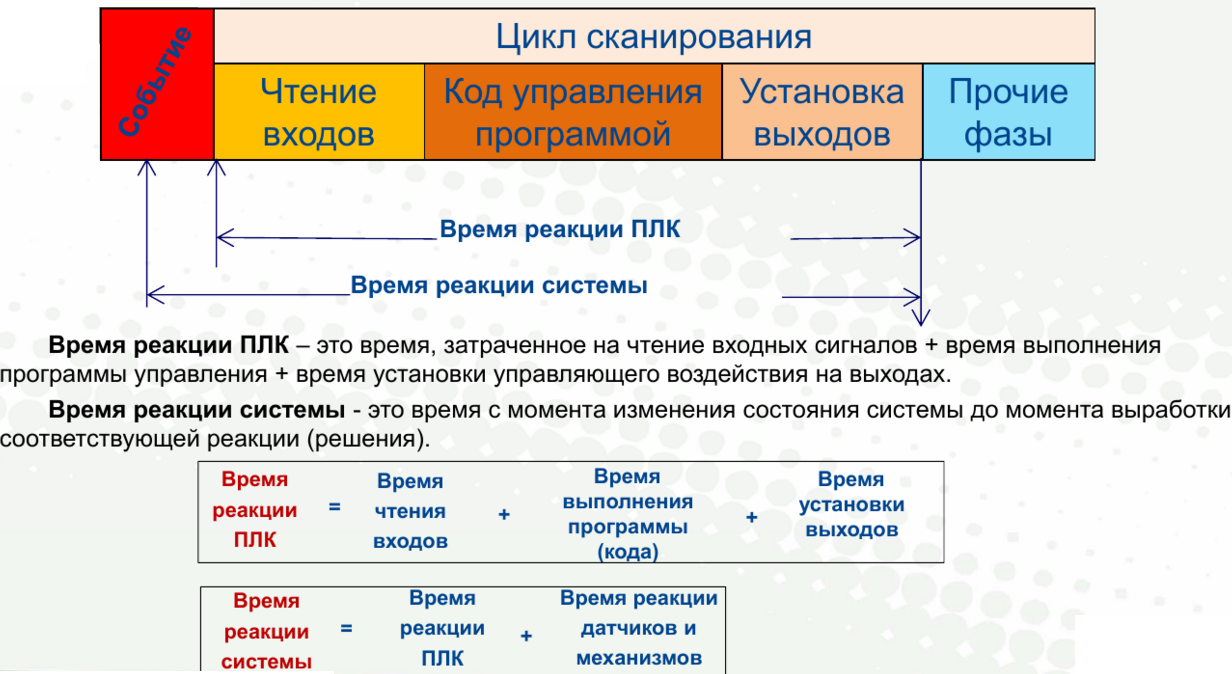 Событие
Цикл сканирования
Чтение
входов
Код управления
программой
Установка
выходов
Прочие
фазы
Время реакции ПЛК
Время реакции системы
Время реакции ПЛК – это время, затраченное на чтение входных сигналов + время выполнения
программы управления + время установки управляющего воздействия на выходах.
Время реакции системы - это время с момента изменения состояния системы до момента выработки
соответствующей реакции (решения).
Время
реакции
ПЛК
=
Время
чтения
входов
+
Время
выполнения
программы
(кода)
+
Время
установки
выходов
Время
реакции
системы
=
Время
реакции
ПЛК
+
Время реакции
датчиков и
механизмов